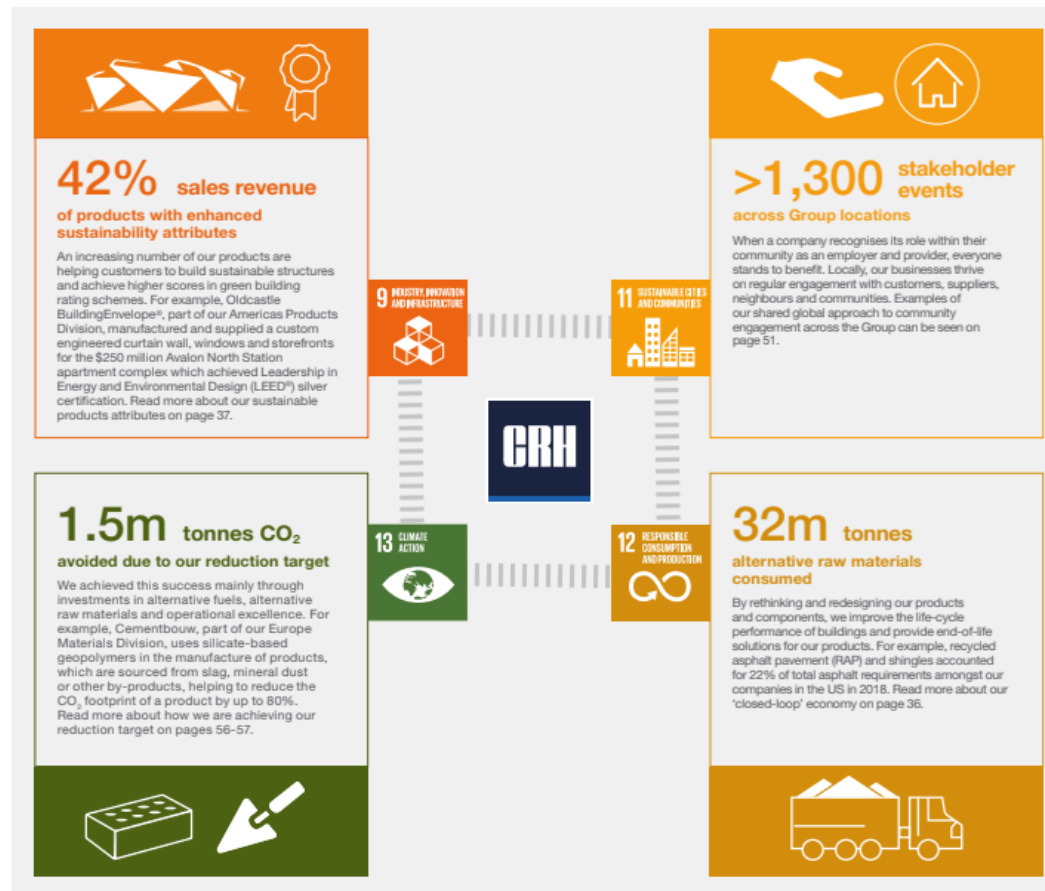 42% sales revenue
of products with enhanced
sustainability attributes
An increasing number of our products are
helping customers to build sustainable structures
and achieve higher scores in green building
rating schemes. For example, Oldcastle
BuildingEnvelope®, part of our Americas Products
Division, manufactured and supplied a custom
engineered curtain wall, windows and storefronts
for the $250 million Avalon North Station
apartment complex which achieved Leadership in
Energy and Environmental Design (LEED®) silver
certification. Read more about our sustainable
products attributes on page 37.
>1,300 stakeholder
events
across Group locations
When a company recognises its role within their
community as an employer and provider, everyone
stands to benefit. Locally, our businesses thrive
on regular engagement with customers, suppliers,
neighbours and communities. Examples of
our shared global approach to community
engagement across the Group can be seen on
page 51.
9 INDUSTRY, INNOVATION
AND INFRASTRUCTURE
11 SUSTAINABLE CITIES
AND COMMUNITIES
CRH
13 CLIMATE
ACTION
12 RESPONSIBLE
CONSUMPTION
AND PRODUCTION
1.5m tonnes CO₂
avoided due to our reduction target
We achieved this success mainly through
investments in alternative fuels, alternative
raw materials and operational excellence. For
example, Cementbouw, part of our Europe
Materials Division, uses silicate-based
geopolymers in the manufacture of products,
which are sourced from slag, mineral dust
or other by-products, helping to reduce the
CO₂ footprint of a product by up to 80%.
Read more about how we are achieving our
reduction target on pages 56-57.
32m tonnes
alternative raw materials
consumed
By rethinking and redesigning our products
and components, we improve the life-cycle
performance of buildings and provide end-of-life
solutions for our products. For example, recycled
asphalt pavement (RAP) and shingles accounted
for 22% of total asphalt requirements amongst our
companies in the US in 2018. Read more about our
'closed-loop' economy on page 36.